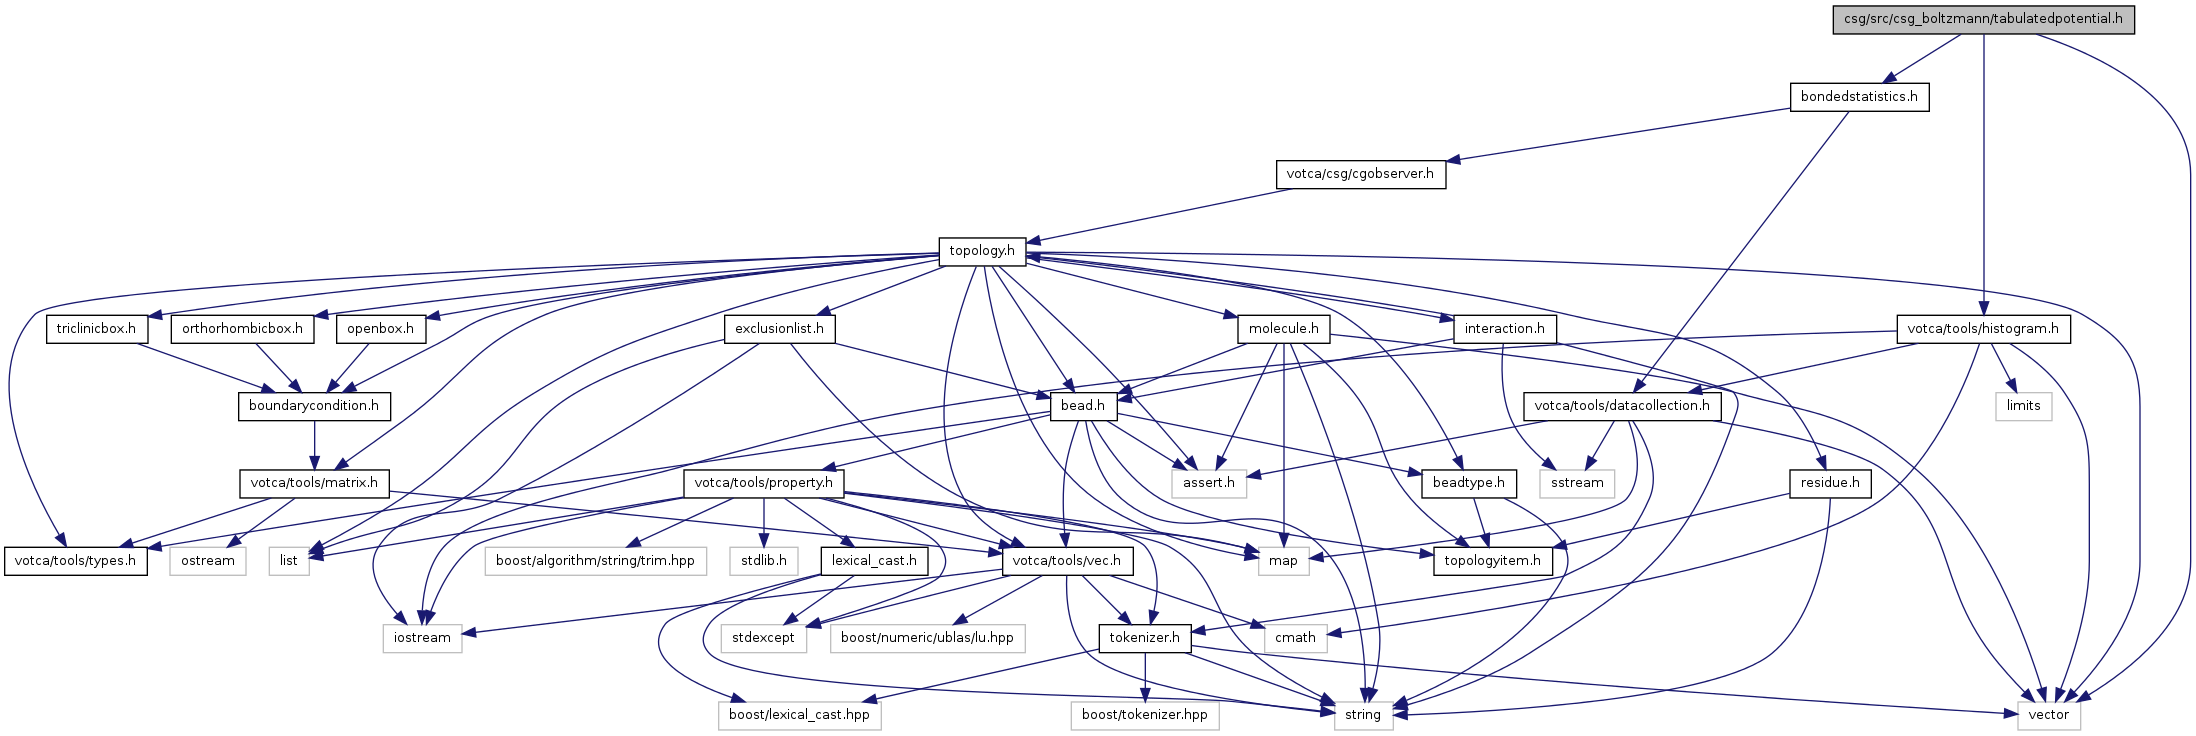 csg/src/csg_boltzmann/tabulatedpotential.h
bondedstatistics.h
votca/csg/cgobserver.h
topology.h
triclinicbox.h
orthorhombicbox.h
openbox.h
exclusionlist.h
molecule.h
interaction.h
votca/tools/histogram.h
boundarycondition.h
bead.h
votca/tools/datacollection.h
limits
votca/tools/matrix.h
votca/tools/property.h
assert.h
beadtype.h
sstream
residue.h
votca/tools/types.h
ostream
list
boost/algorithm/string/trim.hpp
stdlib.h
lexical_cast.h
votca/tools/vec.h
map
topologyitem.h
iostream
stdexcept
boost/numeric/ublas/lu.hpp
tokenizer.h
cmath
boost/lexical_cast.hpp
boost/tokenizer.hpp
string
vector